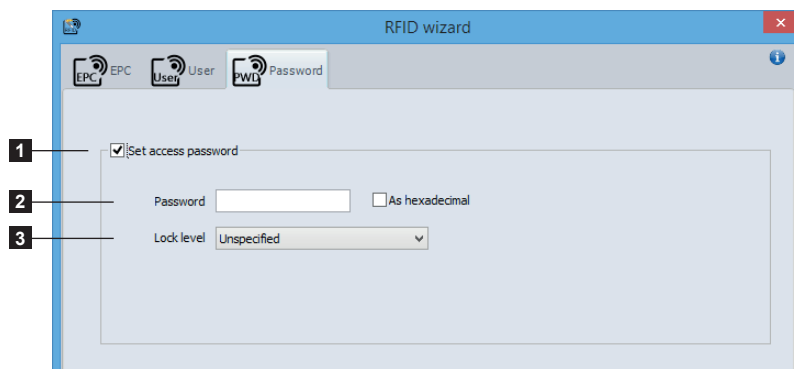 RFID wizard
EPC EPC User User PWD Password
1 Set access password
2 Password As hexadecimal
3 Lock level Unspecified